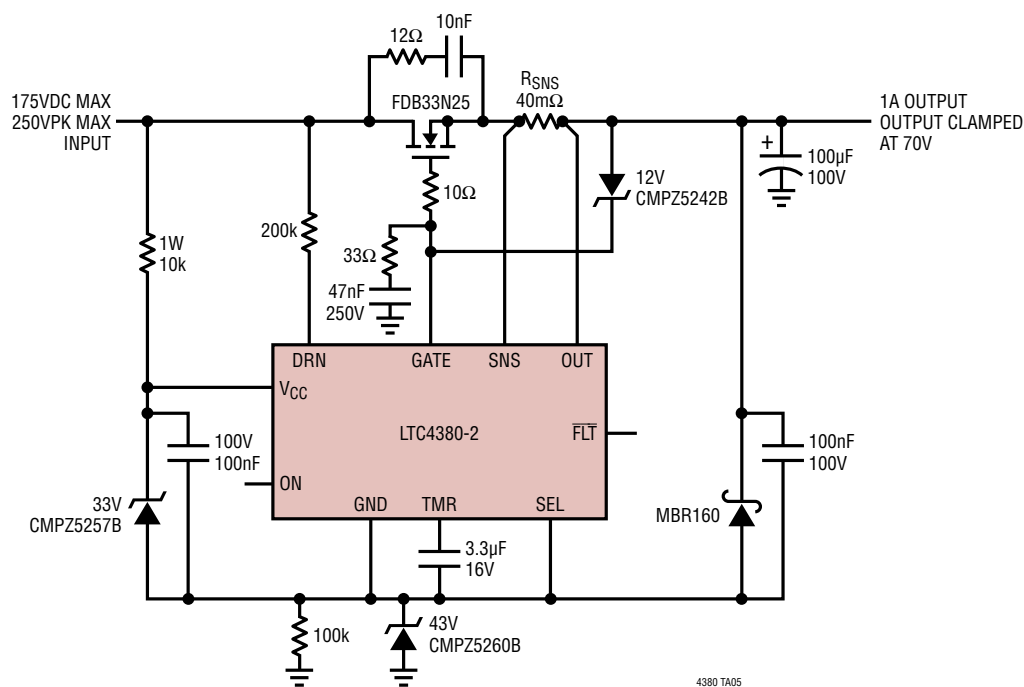 12Ω
10nF
FDB33N25
RSNS
40mΩ
175VDC MAX
250VPK MAX
INPUT
1A OUTPUT
OUTPUT CLAMPED
AT 70V
+
100µF
100V
12V
CMPZ5242B
10Ω
200k
33Ω
1W
10k
47nF
250V
DRN
GATE
SNS
OUT
VCC
LTC4380-2
FLT
100V
100nF
ON
100nF
100V
GND
TMR
SEL
33V
CMPZ5257B
MBR160
3.3µF
16V
100k
43V
CMPZ5260B
4380 TA05